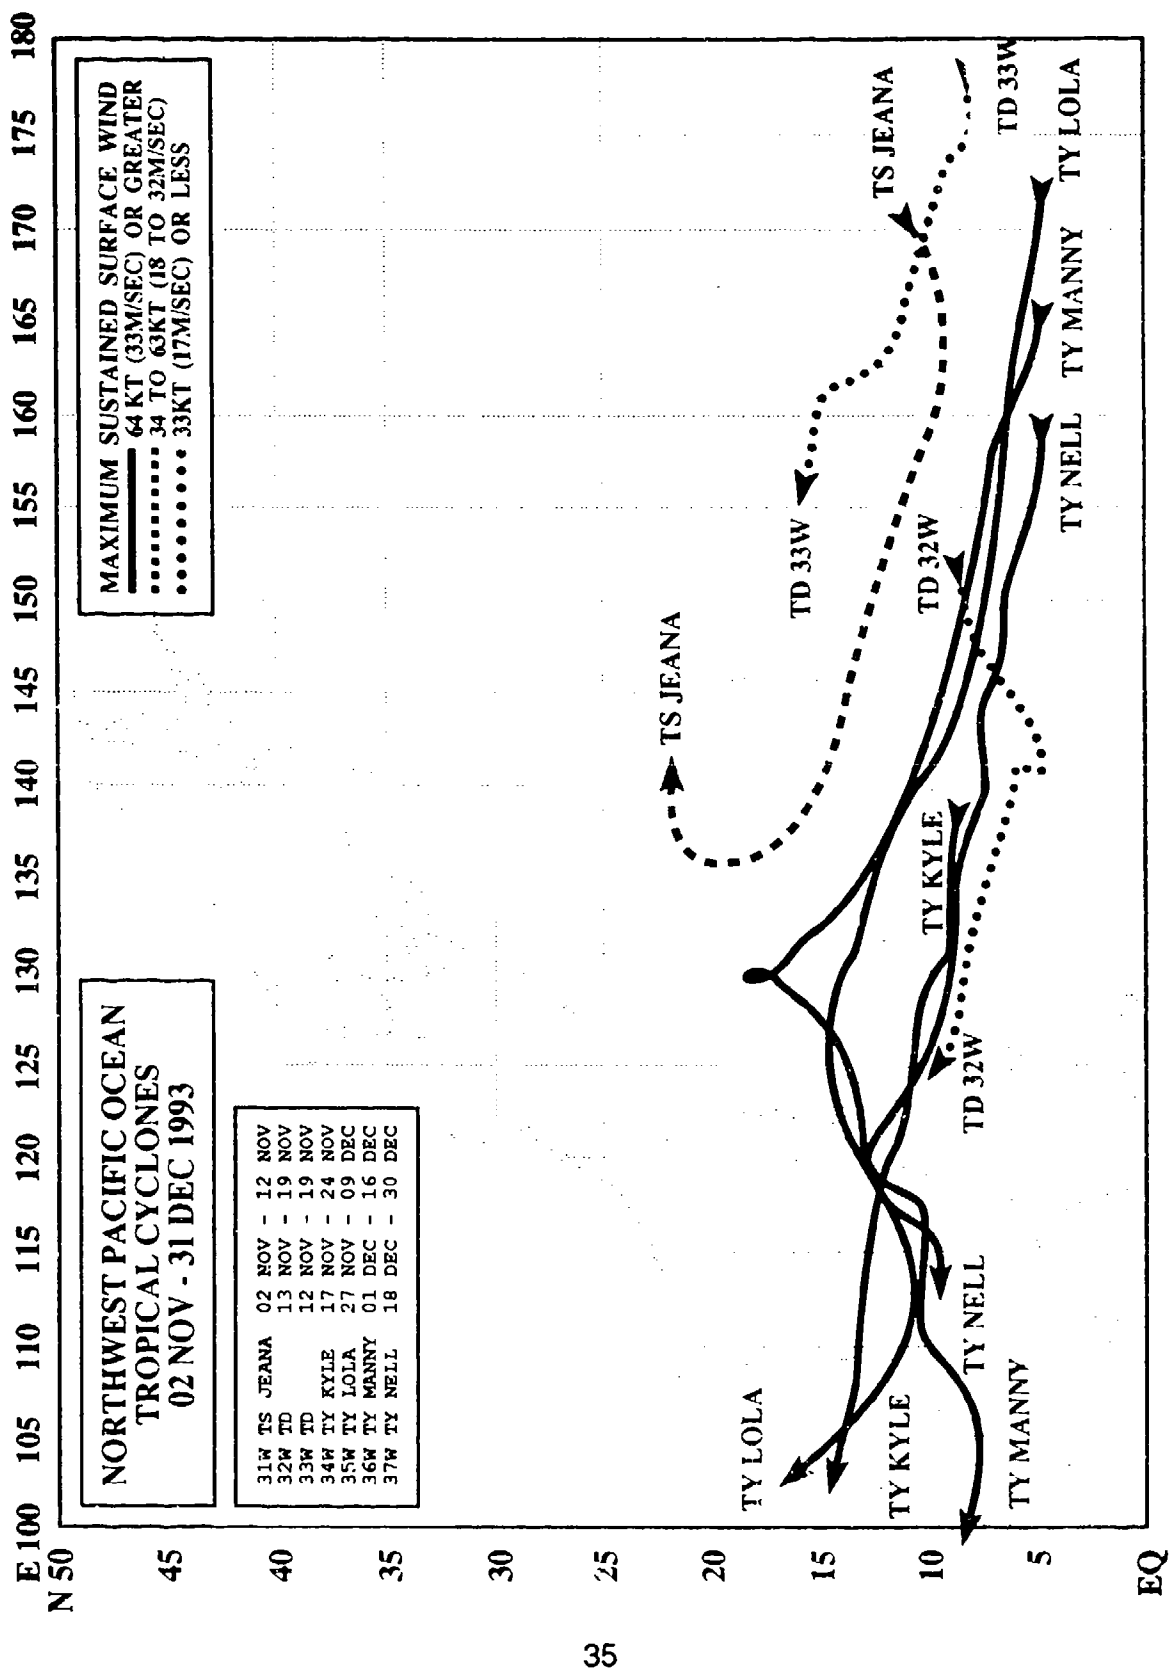 NORTHWEST PACIFIC OCEAN
TROPICAL CYCLONES
02 NOV - 31 DEC 1993
MAXIMUM SUSTAINED SURFACE WIND
64 KT (33M/SEC) OR GREATER
34 TO 63KT (18 TO 32M/SEC)
33KT (17M/SEC) OR LESS
31W TS JEANA 02 NOV - 12 NOV
32W TD 13 NOV - 19 NOV
33W TD 12 NOV - 19 NOV
34W TY KYLE 17 NOV - 24 NOV
35W TY LOLA 27 NOV - 09 DEC
36W TY MANNY 01 DEC - 16 DEC
37W TY NELL 18 DEC - 30 DEC
TS JEANA
TS JEANA
TD 33W
TD 33W
TD 32W
TD 32W
TY LOLA
TY LOLA
TY KYLE
TY KYLE
TY MANNY
TY MANNY
TY NELL
TY NELL
N 50
45
40
35
30
25
20
15
10
5
EQ
E 100
105
110
115
120
125
130
135
140
145
150
155
160
165
170
175
180
35